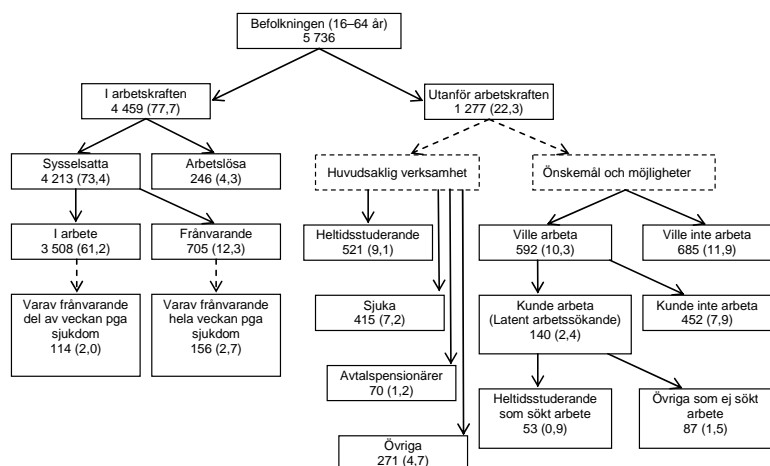 Befolkningen (16–64 år)
5 736
I arbetskraften
4 459 (77,7)
Utanför arbetskraften
1 277 (22,3)
Sysselsatta
4 213 (73,4)
Arbetslösa
246 (4,3)
Huvudsaklig verksamhet
Önskemål och möjligheter
I arbete
3 508 (61,2)
Frånvarande
705 (12,3)
Heltidsstuderande
521 (9,1)
Ville arbeta
592 (10,3)
Ville inte arbeta
685 (11,9)
Varav frånvarande
del av veckan pga
sjukdom
114 (2,0)
Varav frånvarande
hela veckan pga
sjukdom
156 (2,7)
Sjuka
415 (7,2)
Kunde arbeta
(Latent arbetssökande)
140 (2,4)
Kunde inte arbeta
452 (7,9)
Avtalspensionärer
70 (1,2)
Heltidsstuderande
som sökt arbete
53 (0,9)
Övriga som ej sökt
arbete
87 (1,5)
Övriga
271 (4,7)